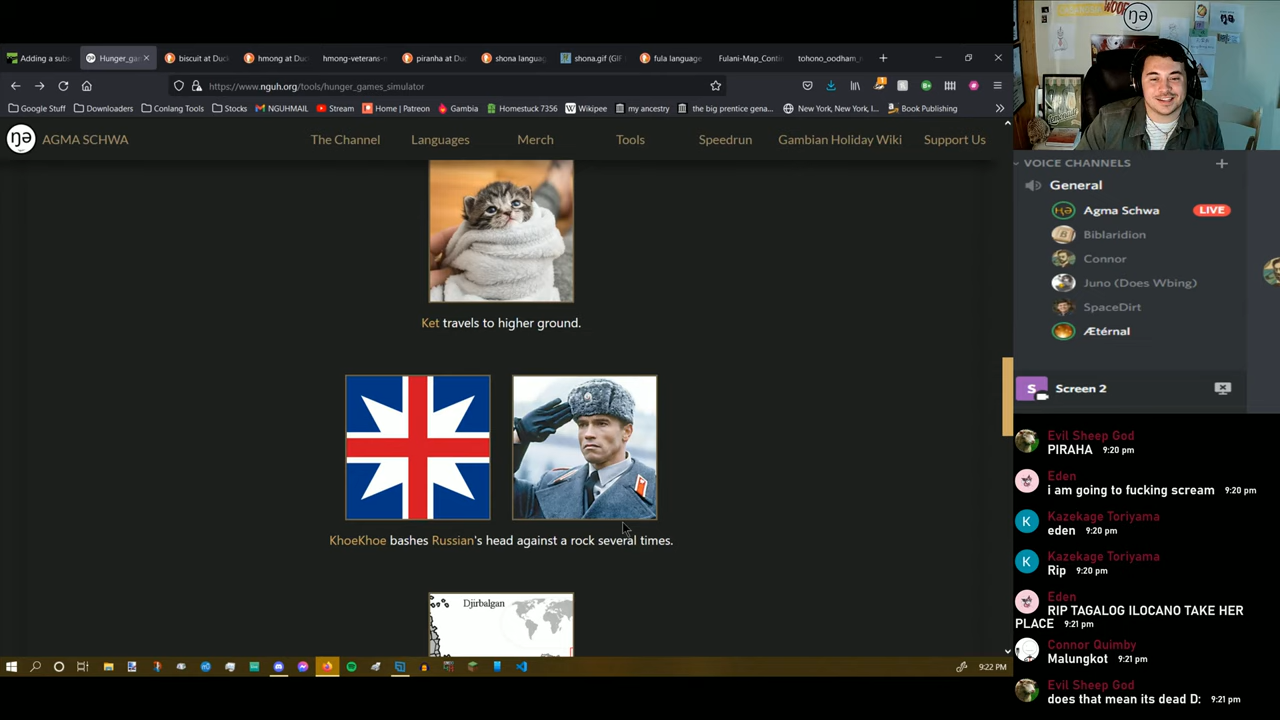 Adding a sub
Hunger_ga
biscuit at Duc
hmong at Duc
hmong-veterans-
piranha at Du
shona langua
shona.gif (GIF
fula language
Fulani-Map_Conti
tohono_oodham_
https://www.nguh.org/tools/hunger_games_simulator
Google Stuff
Downloaders
Conlang Tools
Stocks
NGUHMAIL
Stream
Home | Patreon
Gambia
Homestuck 7356
Wikipee
my ancestry
the big prectice gena...
New York, New York, I...
Book Publishing
ŋə
AGMA SCHWA
The Channel
Languages
Merch
Tools
Speedrun
Gambian Holiday Wiki
Support Us
Ket travels to higher ground.
KhoeKhoe bashes Russian's head against a rock several times.
Djirbalgan
9:22 PM
ŋə
VOICE CHANNELS
General
Agma Schwa
LIVE
Biblaridion
Connor
Juno (Does Wbing)
SpaceDirt
Ætérnal
S
Screen 2
Evil Sheep God
PIRAHA 9:20 pm
Eden
i am going to fucking scream 9:20 pm
K
Kazekage Toriyama
eden 9:20 pm
K
Kazekage Toriyama
Rip 9:20 pm
Eden
RIP TAGALOG ILOCANO TAKE HER
PLACE 9:21 pm
Connor Quimby
Malungkot 9:21 pm
Evil Sheep God
does that mean its dead D: 9:21 pm